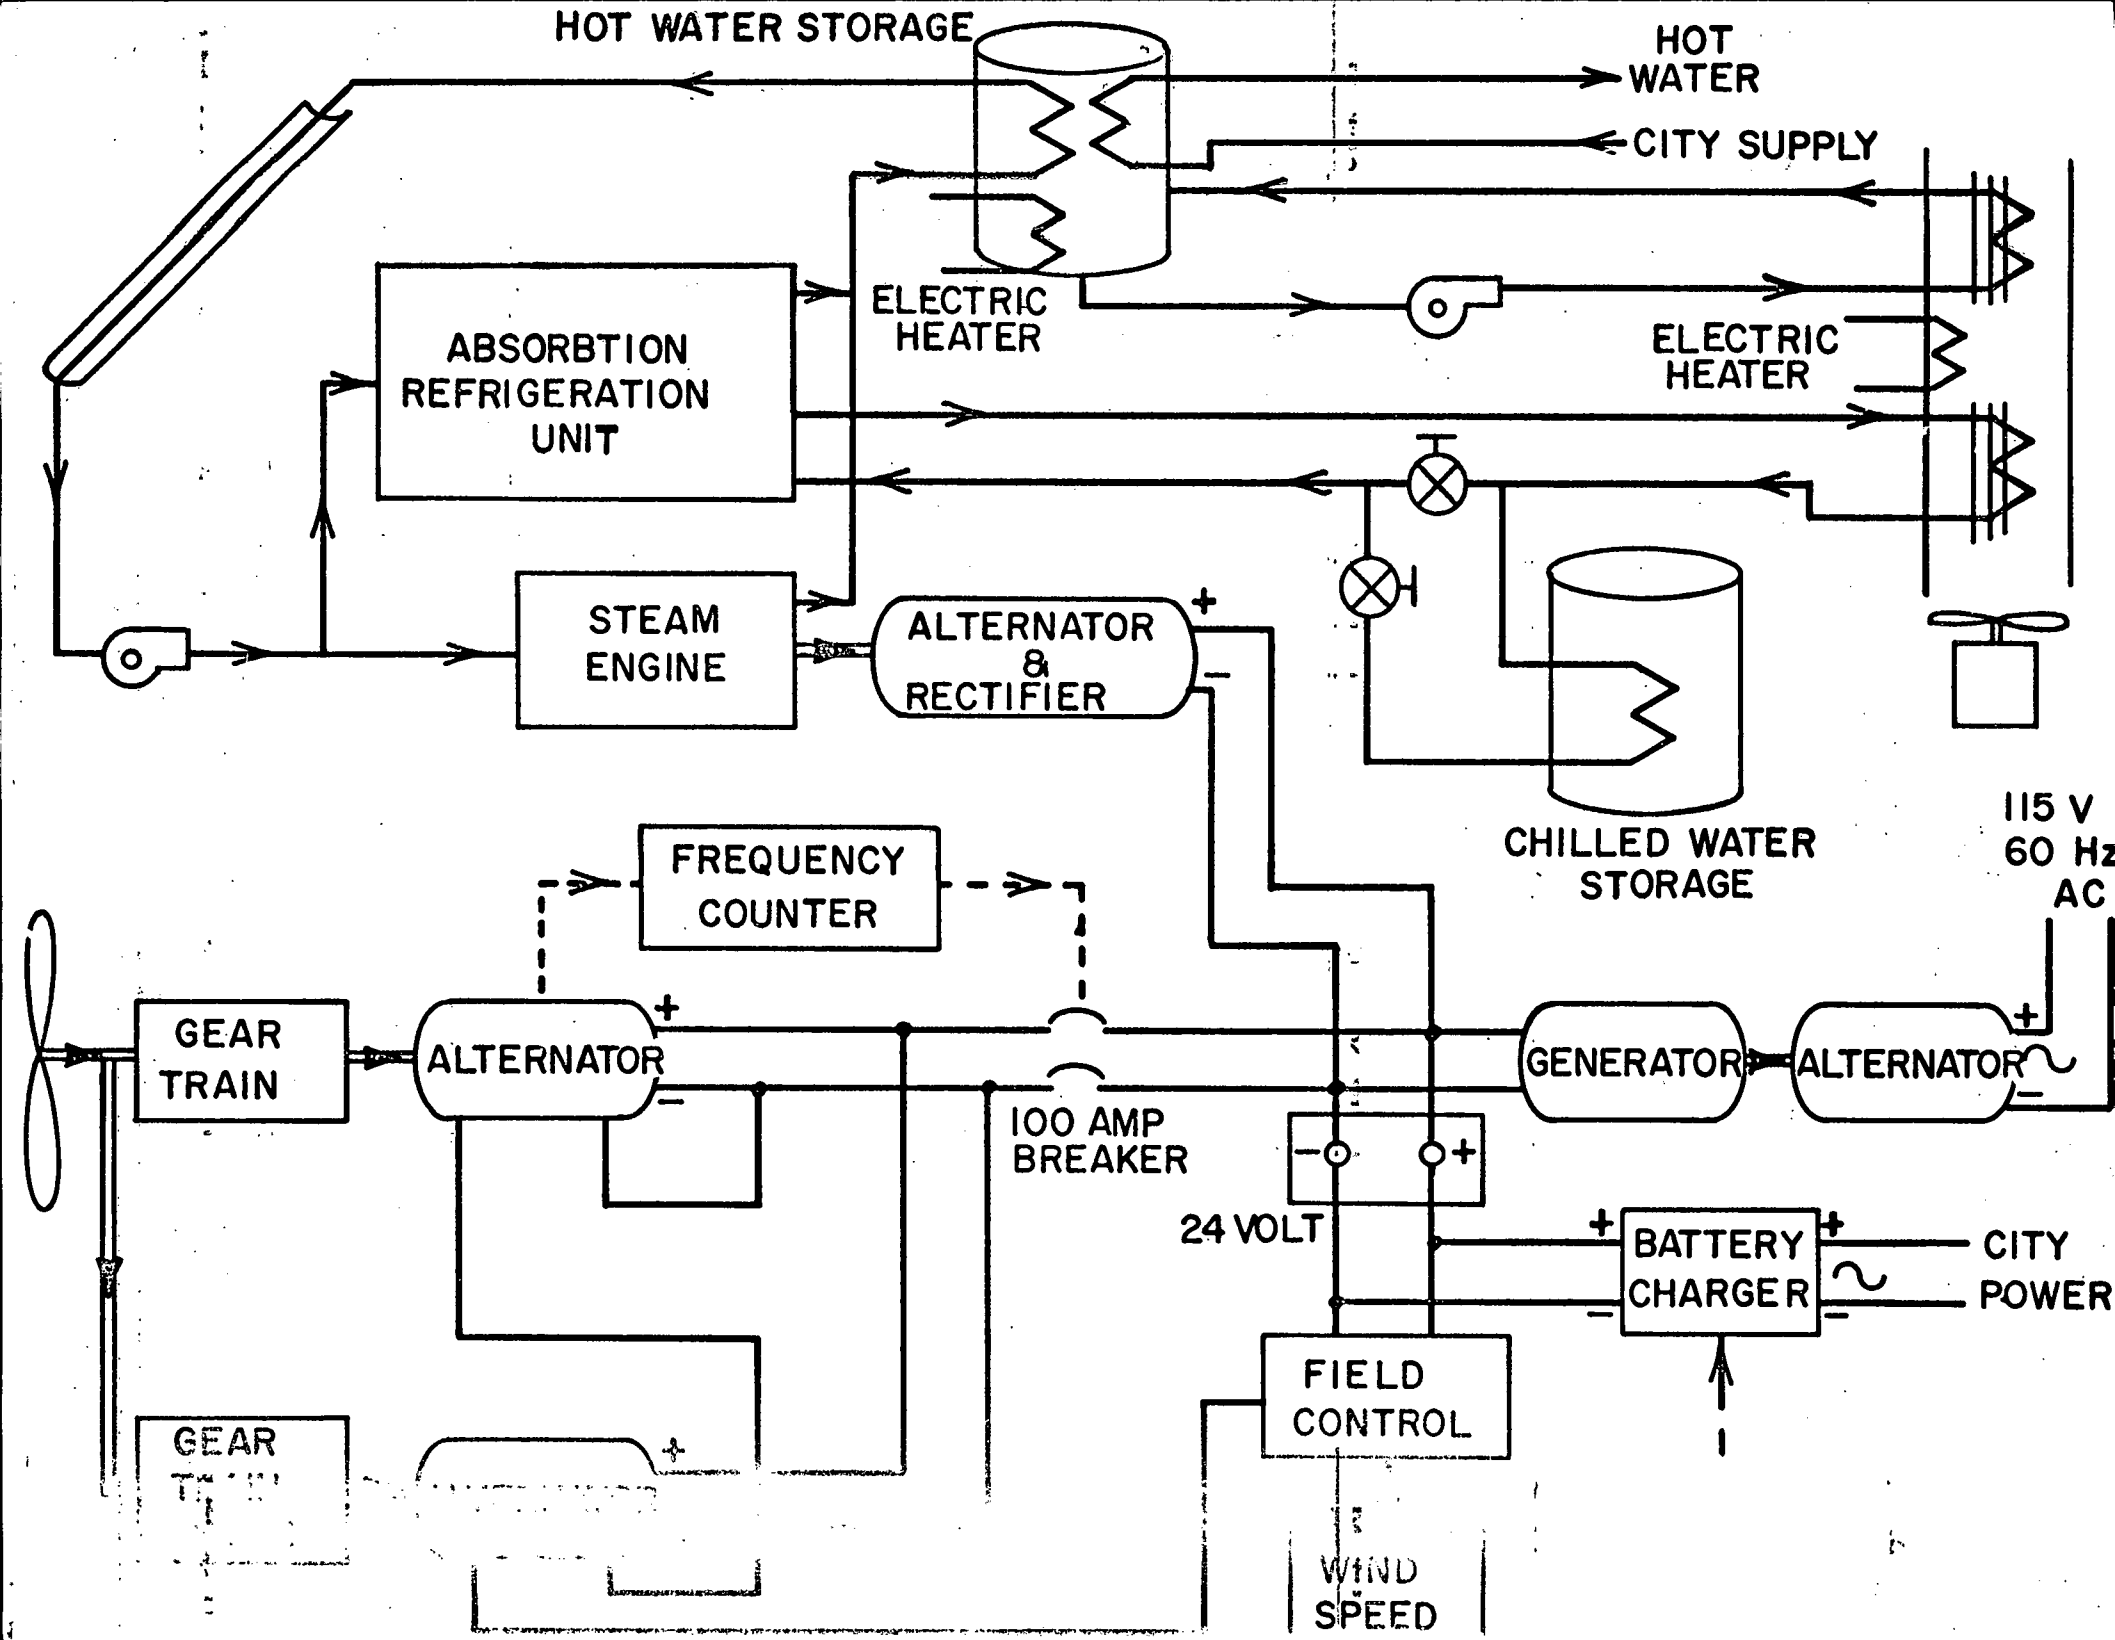 HOT WATER STORAGE
HOT
WATER
CITY SUPPLY
ELECTRIC
HEATER
ELECTRIC
HEATER
ABSORBTION
REFRIGERATION
UNIT
STEAM
ENGINE
ALTERNATOR
&
RECTIFIER
+
-
CHILLED WATER
STORAGE
115 V
60 Hz
AC
FREQUENCY
COUNTER
GEAR
TRAIN
ALTERNATOR
+
-
100 AMP
BREAKER
GENERATOR
ALTERNATOR
+
~
-
- +
24 VOLT
+
-
BATTERY
CHARGER
+
~
-
CITY
POWER
FIELD
CONTROL
GEAR
+
WIND
SPEED